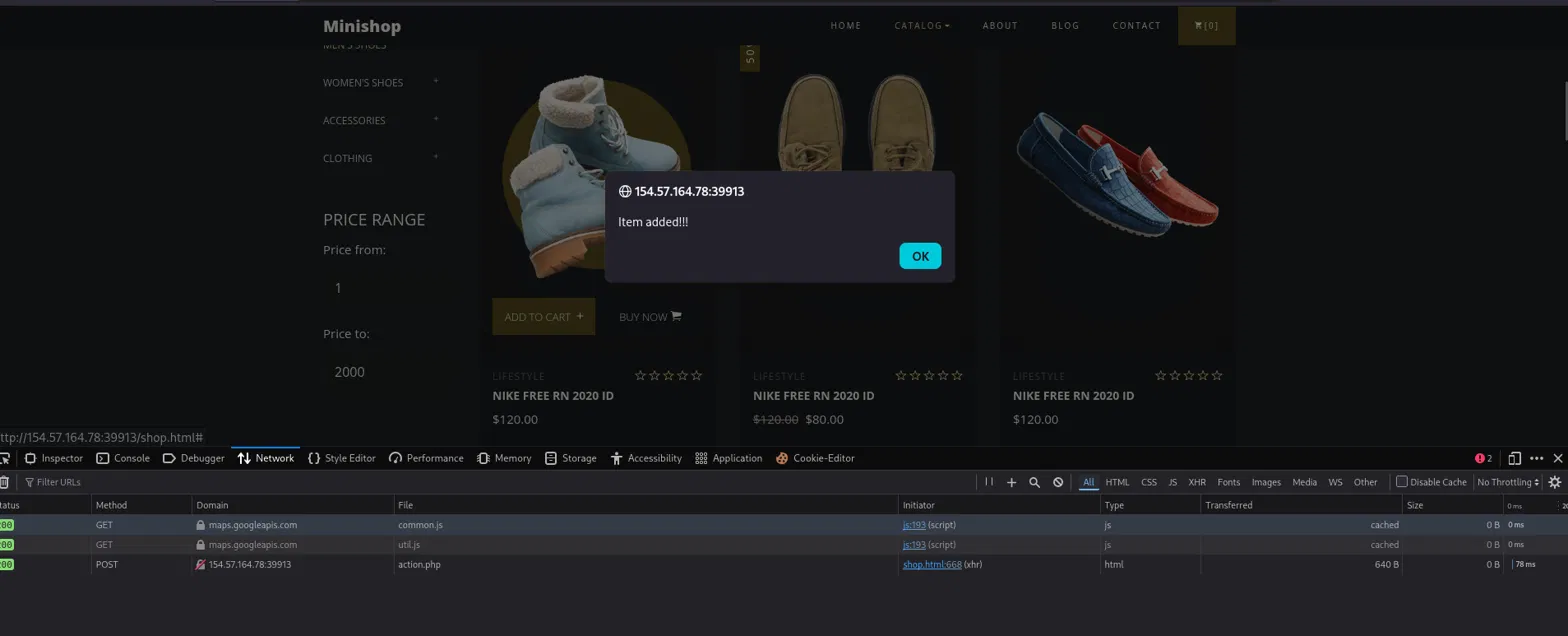 Minishop HOME CATALOG ABOUT BLOG CONTACT [0]
MEN'S SHOES
WOMEN'S SHOES +
ACCESSORIES +
CLOTHING +
154.57.164.78:39913
Item added!!!
OK
PRICE RANGE
Price from:
1
Price to:
2000
ADD TO CART + BUY NOW
LIFESTYLE LIFESTYLE LIFESTYLE
NIKE FREE RN 2020 ID NIKE FREE RN 2020 ID NIKE FREE RN 2020 ID
$120.00 $120.00 $80.00 $120.00
ttp://154.57.164.78:39913/shop.html#
Inspector Console Debugger Network {} Style Editor Performance Memory Storage Accessibility Application Cookie-Editor 2
Filter URLs All HTML CSS JS XHR Fonts Images Media WS Other Disable Cache No Throttling
tatus Method Domain File Initiator Type Transferred Size 0 ms
200 GET maps.googleapis.com common.js js:193 (script) js cached 0 B 0 ms
200 GET maps.googleapis.com util.js js:193 (script) js cached 0 B 0 ms
200 POST 154.57.164.78:39913 action.php shop.html:668 (xhr) html 640 B 0 B 78 ms